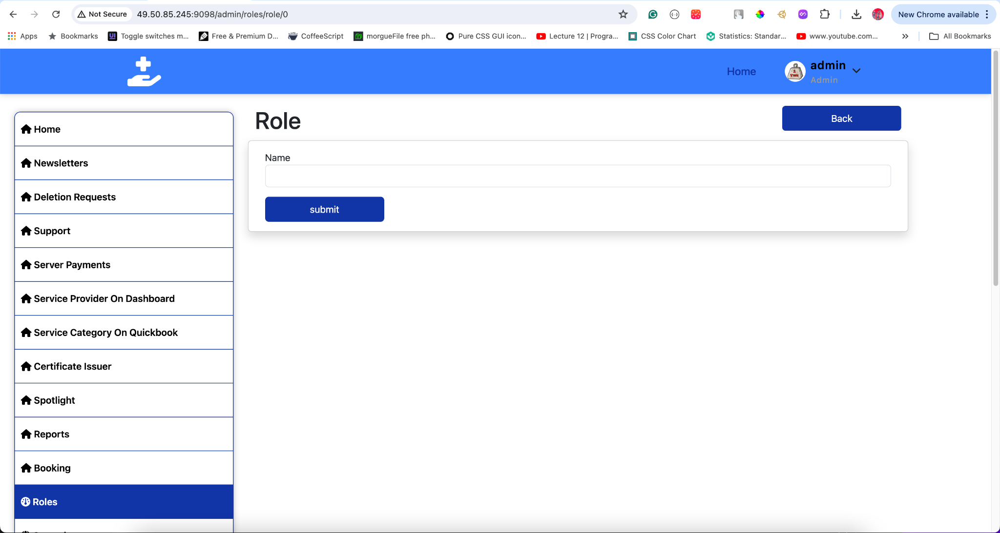 Not Secure 49.50.85.245:9098/admin/roles/role/0 New Chrome available
Apps Bookmarks UI Toggle switches m... Free & Premium D... CoffeeScript morgueFile free ph... Pure CSS GUI icon... Lecture 12 | Progra... CSS Color Chart Statistics: Standar... www.youtube.com... All Bookmarks
Home
admin
Admin
Role
Back
Name
submit
Home
Newsletters
Deletion Requests
Support
Server Payments
Service Provider On Dashboard
Service Category On Quickbook
Certificate Issuer
Spotlight
Reports
Booking
Roles